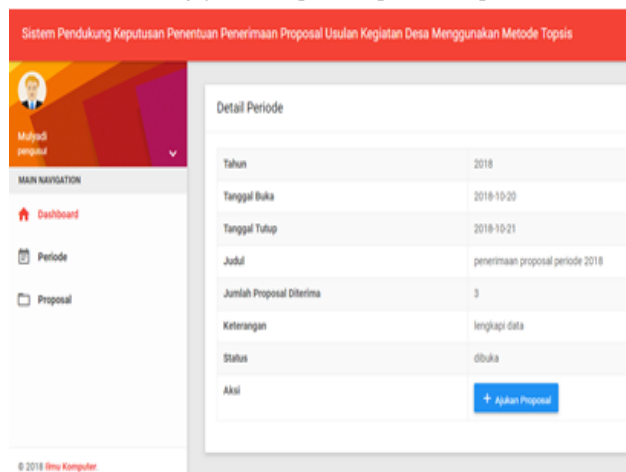 Sistem Pendukung Keputusan Penentuan Penerimaan Proposal Usulan Kegiatan Desa Menggunakan Metode Topsis
Mulyadi
pengusul
MAIN NAVIGATION
Dashboard
Periode
Proposal
Detail Periode
Tahun 2018
Tanggal Buka 2018-10-20
Tanggal Tutup 2018-10-21
Judul penerimaan proposal periode 2018
Jumlah Proposal Diterima 3
Keterangan lengkapi data
Status dibuka
Aksi + Ajukan Proposal
© 2018 Ilmu Komputer.